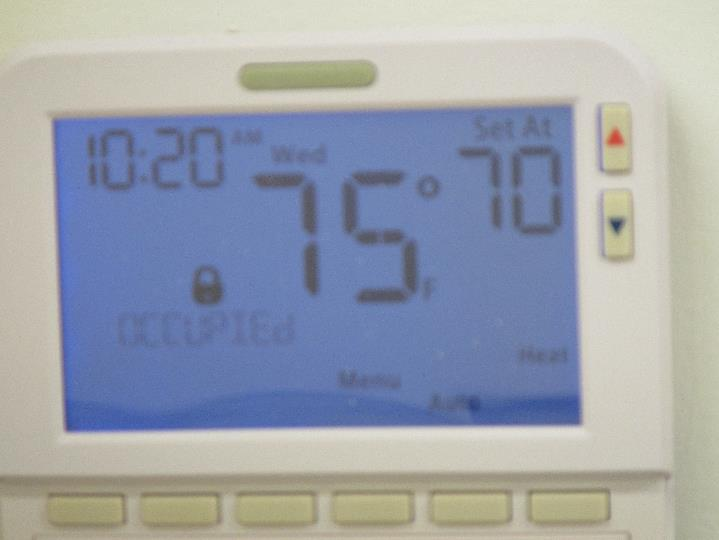 10:20 AM
Wed
Set At
75°F
70
OCCUPIEd
Heat
Menu
Auto